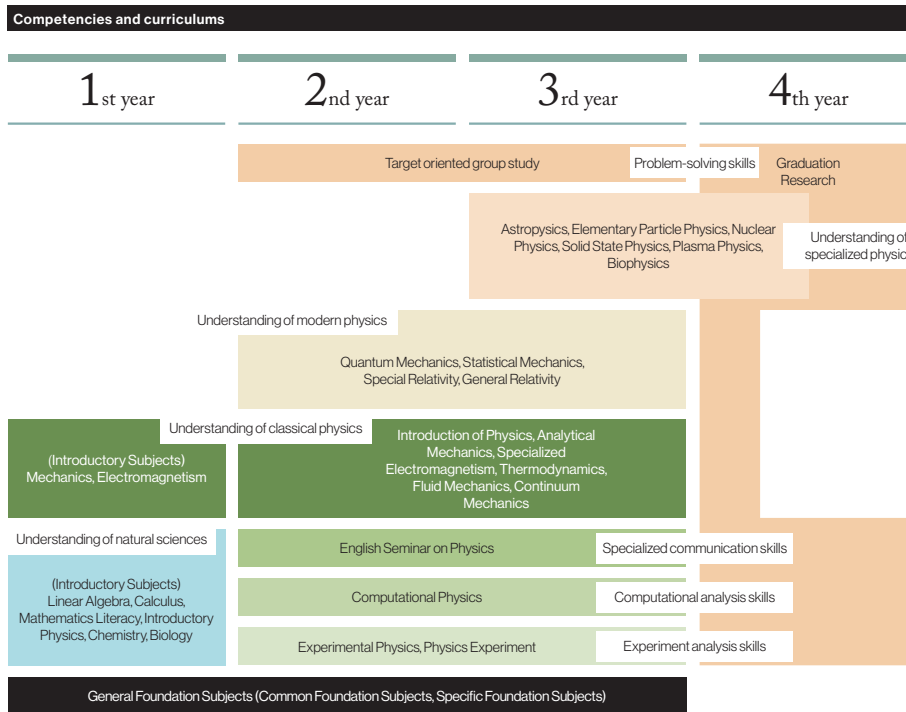 Competencies and curriculums
1st year
2nd year
3rd year
4th year
Target oriented group study
Problem-solving skills
Graduation
Research
Astropysics, Elementary Particle Physics, Nuclear
Physics, Solid State Physics, Plasma Physics,
Biophysics
Understanding of
specialized physic
Understanding of modern physics
Quantum Mechanics, Statistical Mechanics,
Special Relativity, General Relativity
Understanding of classical physics
(Introductory Subjects)
Mechanics, Electromagnetism
Introduction of Physics, Analytical
Mechanics, Specialized
Electromagnetism, Thermodynamics,
Fluid Mechanics, Continuum
Mechanics
Understanding of natural sciences
(Introductory Subjects)
Linear Algebra, Calculus,
Mathematics Literacy, Introductory
Physics, Chemistry, Biology
English Seminar on Physics
Specialized communication skills
Computational Physics
Computational analysis skills
Experimental Physics, Physics Experiment
Experiment analysis skills
General Foundation Subjects (Common Foundation Subjects, Specific Foundation Subjects)